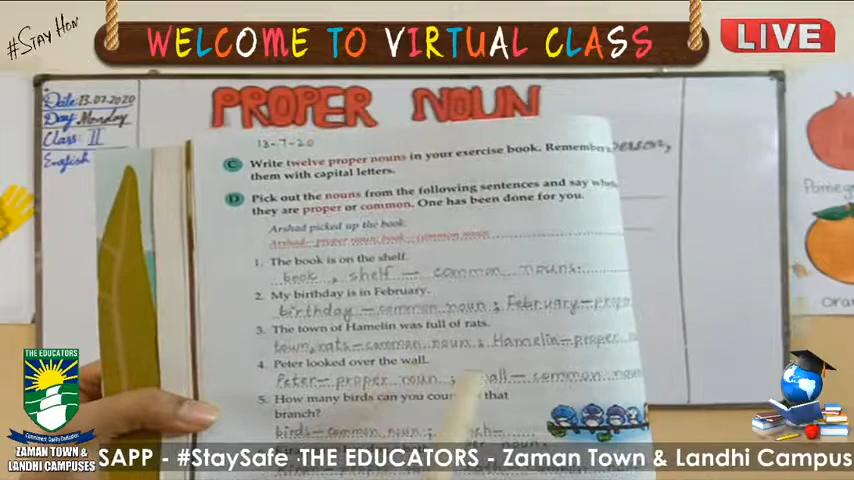 #STAY HOM
WELCOME TO VIRTUAL CLASS
LIVE
Date: 13.07.2020
Day: Monday
Class: II
English
PROPER NOUN
person,
13-7-20
C Write twelve proper nouns in your exercise book. Remember
them with capital letters.
D Pick out the nouns from the following sentences and say
they are proper or common. One has been done for you.
Arshad picked up the book.
Arshad—proper noun; book—common noun
1. The book is on the shelf.
book, shelf — common nouns.
2. My birthday is in February.
birthday — common noun ; February — prope
3. The town of Hamelin was full of rats.
town, rats — common noun ; Hamelin — proper
4. Peter looked over the wall.
Peter — proper noun ; wall — common noun
5. How many birds can you that
branch?
birds — common noun ;
proper noun
Pomegr
Oran
THE EDUCATORS
ZAMAN TOWN &
LANDHI CAMPUSES
SAPP - #StaySafe THE EDUCATORS - Zaman Town & Landhi Campus